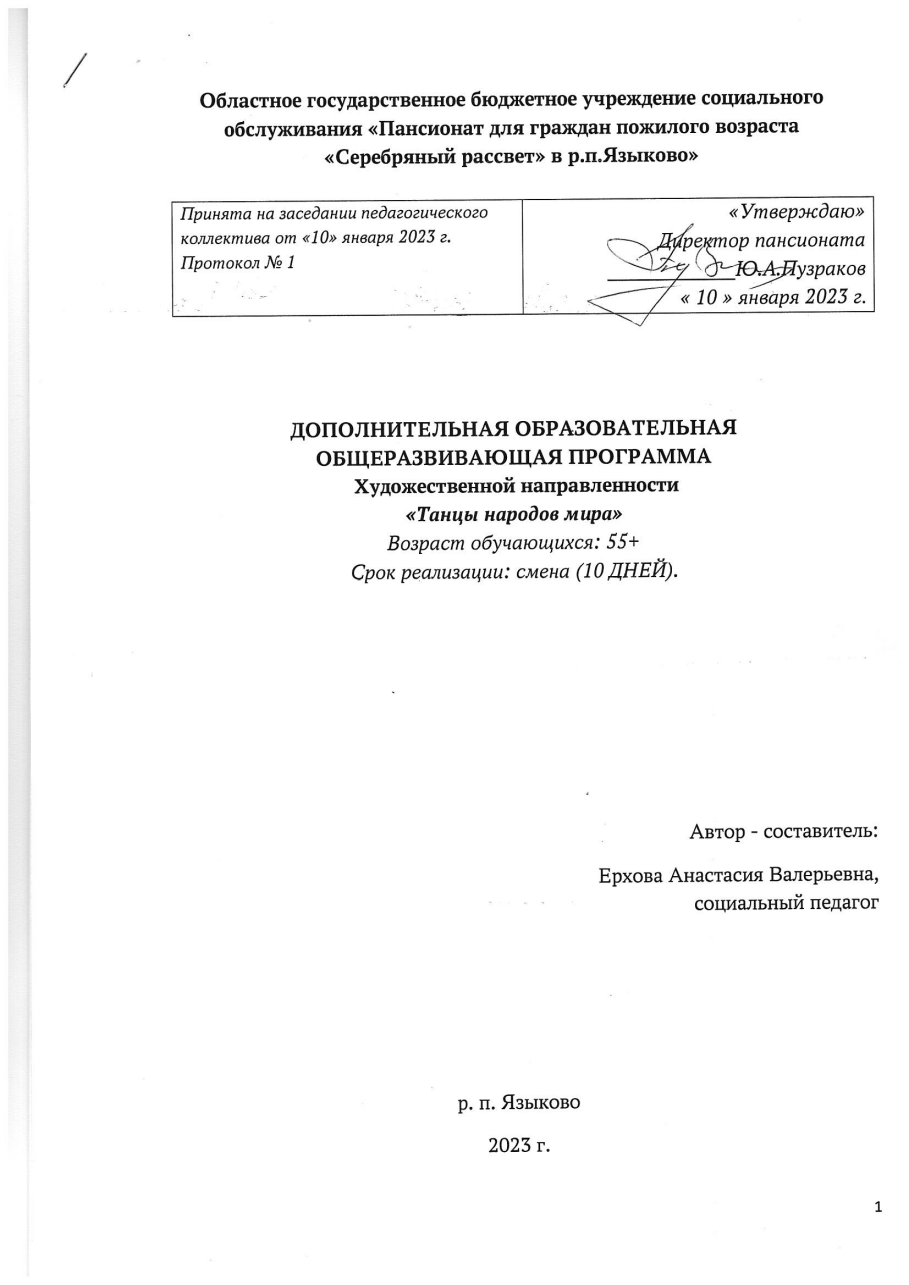 Областное государственное бюджетное учреждение социального
обслуживания «Пансионат для граждан пожилого возраста
«Серебряный рассвет» в р.п.Языково»
Принята на заседании педагогического
коллектива от «10» января 2023 г.
Протокол № 1
«Утверждаю»
Директор пансионата
____________Ю.А.Пузраков
« 10 » января 2023 г.
ДОПОЛНИТЕЛЬНАЯ ОБРАЗОВАТЕЛЬНАЯ
ОБЩЕРАЗВИВАЮЩАЯ ПРОГРАММА
Художественной направленности
«Танцы народов мира»
Возраст обучающихся: 55+
Срок реализации: смена (10 ДНЕЙ).
Автор - составитель:
Ерхова Анастасия Валерьевна,
социальный педагог
р. п. Языково
2023 г.
1